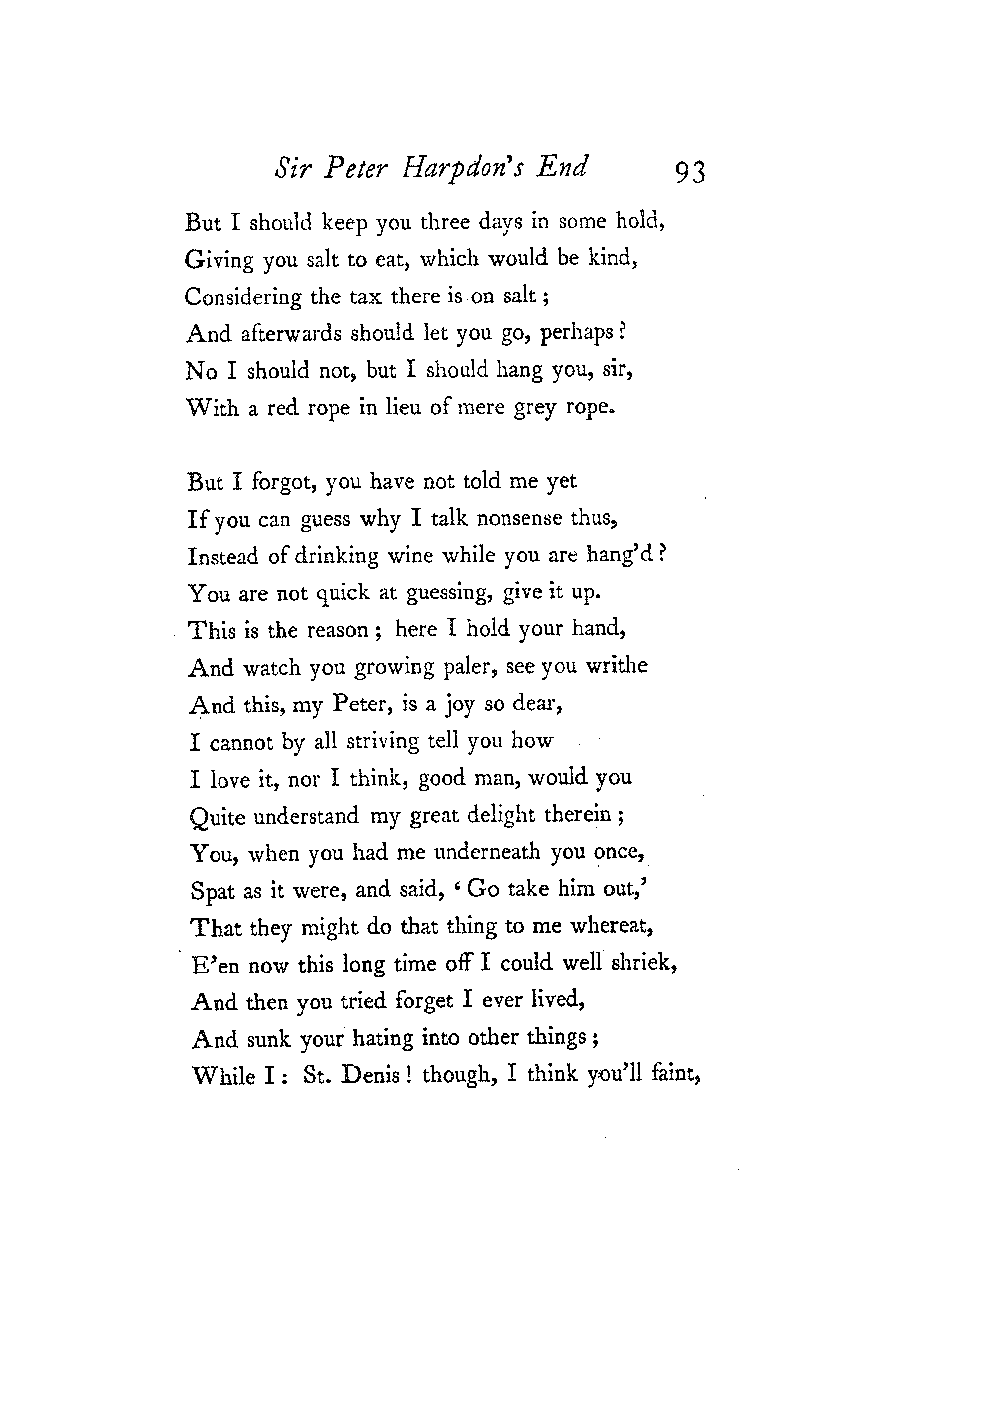 Sir Peter Harpdon's End 93
But I should keep you three days in some hold,
Giving you salt to eat, which would be kind,
Considering the tax there is on salt ;
And afterwards should let you go, perhaps ?
No I should not, but I should hang you, sir,
With a red rope in lieu of mere grey rope.

But I forgot, you have not told me yet
If you can guess why I talk nonsense thus,
Instead of drinking wine while you are hang'd ?
You are not quick at guessing, give it up.
This is the reason ; here I hold your hand,
And watch you growing paler, see you writhe
And this, my Peter, is a joy so dear,
I cannot by all striving tell you how
I love it, nor I think, good man, would you
Quite understand my great delight therein ;
You, when you had me underneath you once,
Spat as it were, and said, ‘ Go take him out,’
That they might do that thing to me whereat,
E'en now this long time off I could well shriek,
And then you tried forget I ever lived,
And sunk your hating into other things ;
While I : St. Denis ! though, I think you'll faint,